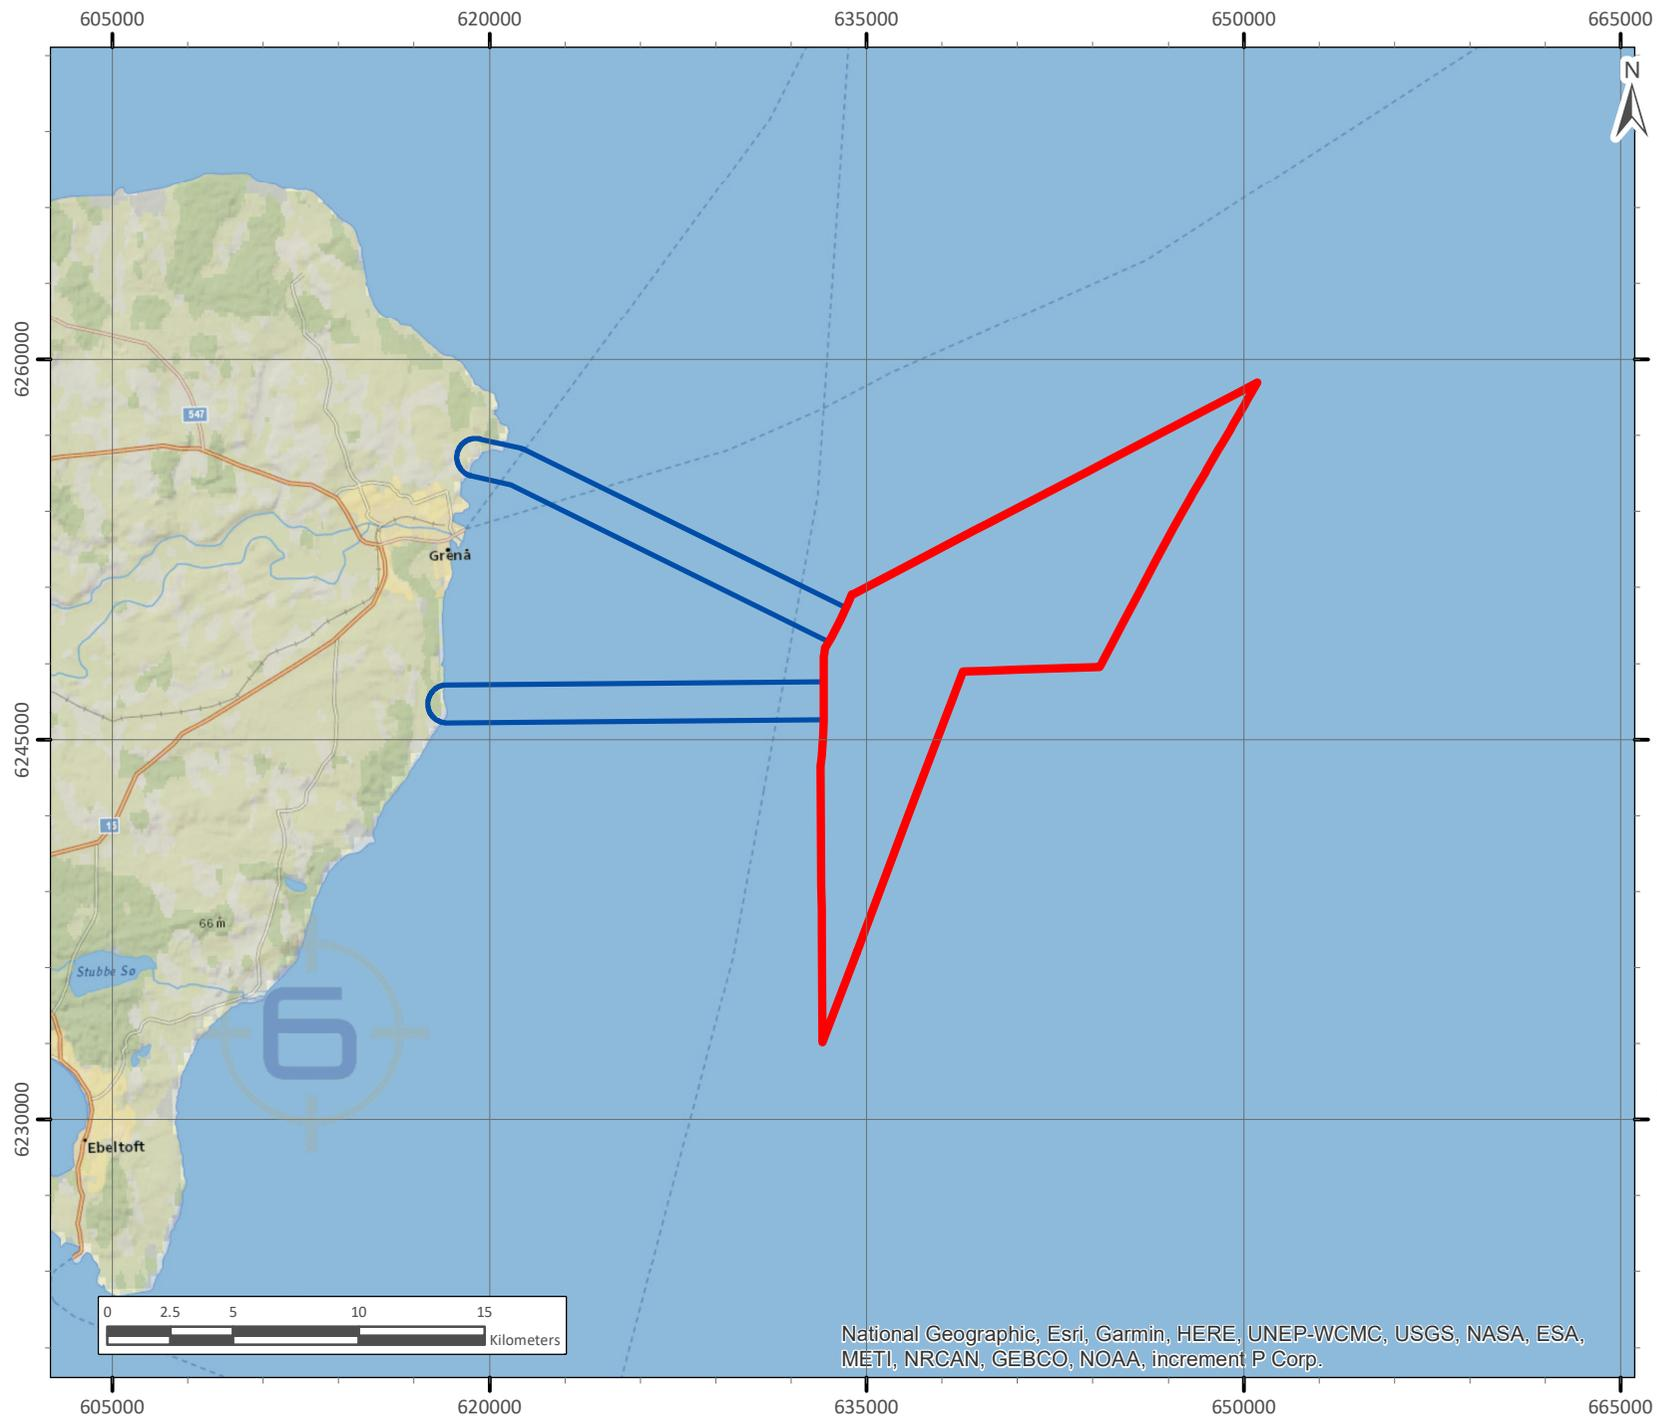 605000 620000 635000 650000 665000
N
6260000
547
Grenå
6245000
15
66 m
Stubbe Sø
6
6230000
Ebeltoft
0 2.5 5 10 15
Kilometers
National Geographic, Esri, Garmin, HERE, UNEP-WCMC, USGS, NASA, ESA,
METI, NRCAN, GEBCO, NOAA, increment P Corp.
605000 620000 635000 650000 665000